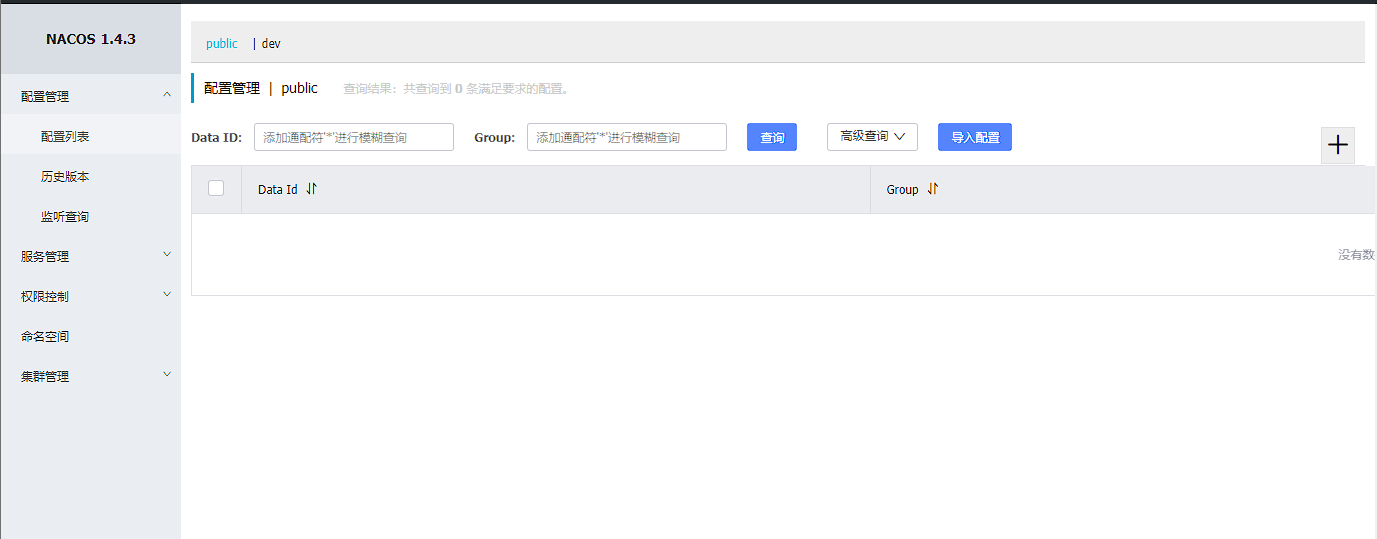 NACOS 1.4.3
配置管理
配置列表
历史版本
监听查询
服务管理
权限控制
命名空间
集群管理
public | dev
配置管理 | public 查询结果：共查询到 0 条满足要求的配置。
Data ID: 添加通配符'*'进行模糊查询 Group: 添加通配符'*'进行模糊查询 查询 高级查询 导入配置
Data Id Group
没有数